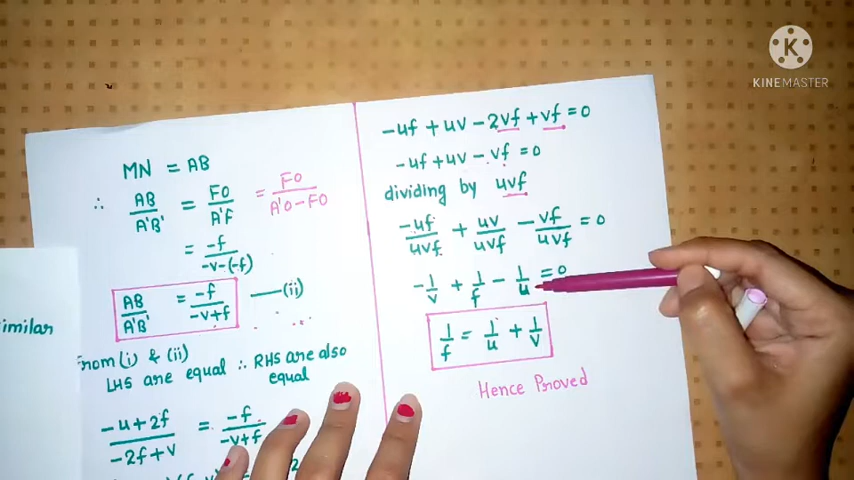 MN = AB
∴ AB/A'B' = FO/A'F = FO/A'O-FO
= -f/-v-(-f)
AB/A'B' = -f/-v+f —(ii)
From (i) & (ii)
LHS are equal ∴ RHS are also
equal
-u+2f/-2f+v = -f/-v+f
imilar
-uf + uv - 2vf + vf = 0
-uf + uv - vf = 0
dividing by uvf
-uf/uvf + uv/uvf - vf/uvf = 0
-1/v + 1/f - 1/u = 0
1/f = 1/u + 1/v
Hence Proved
K
KINEMASTER